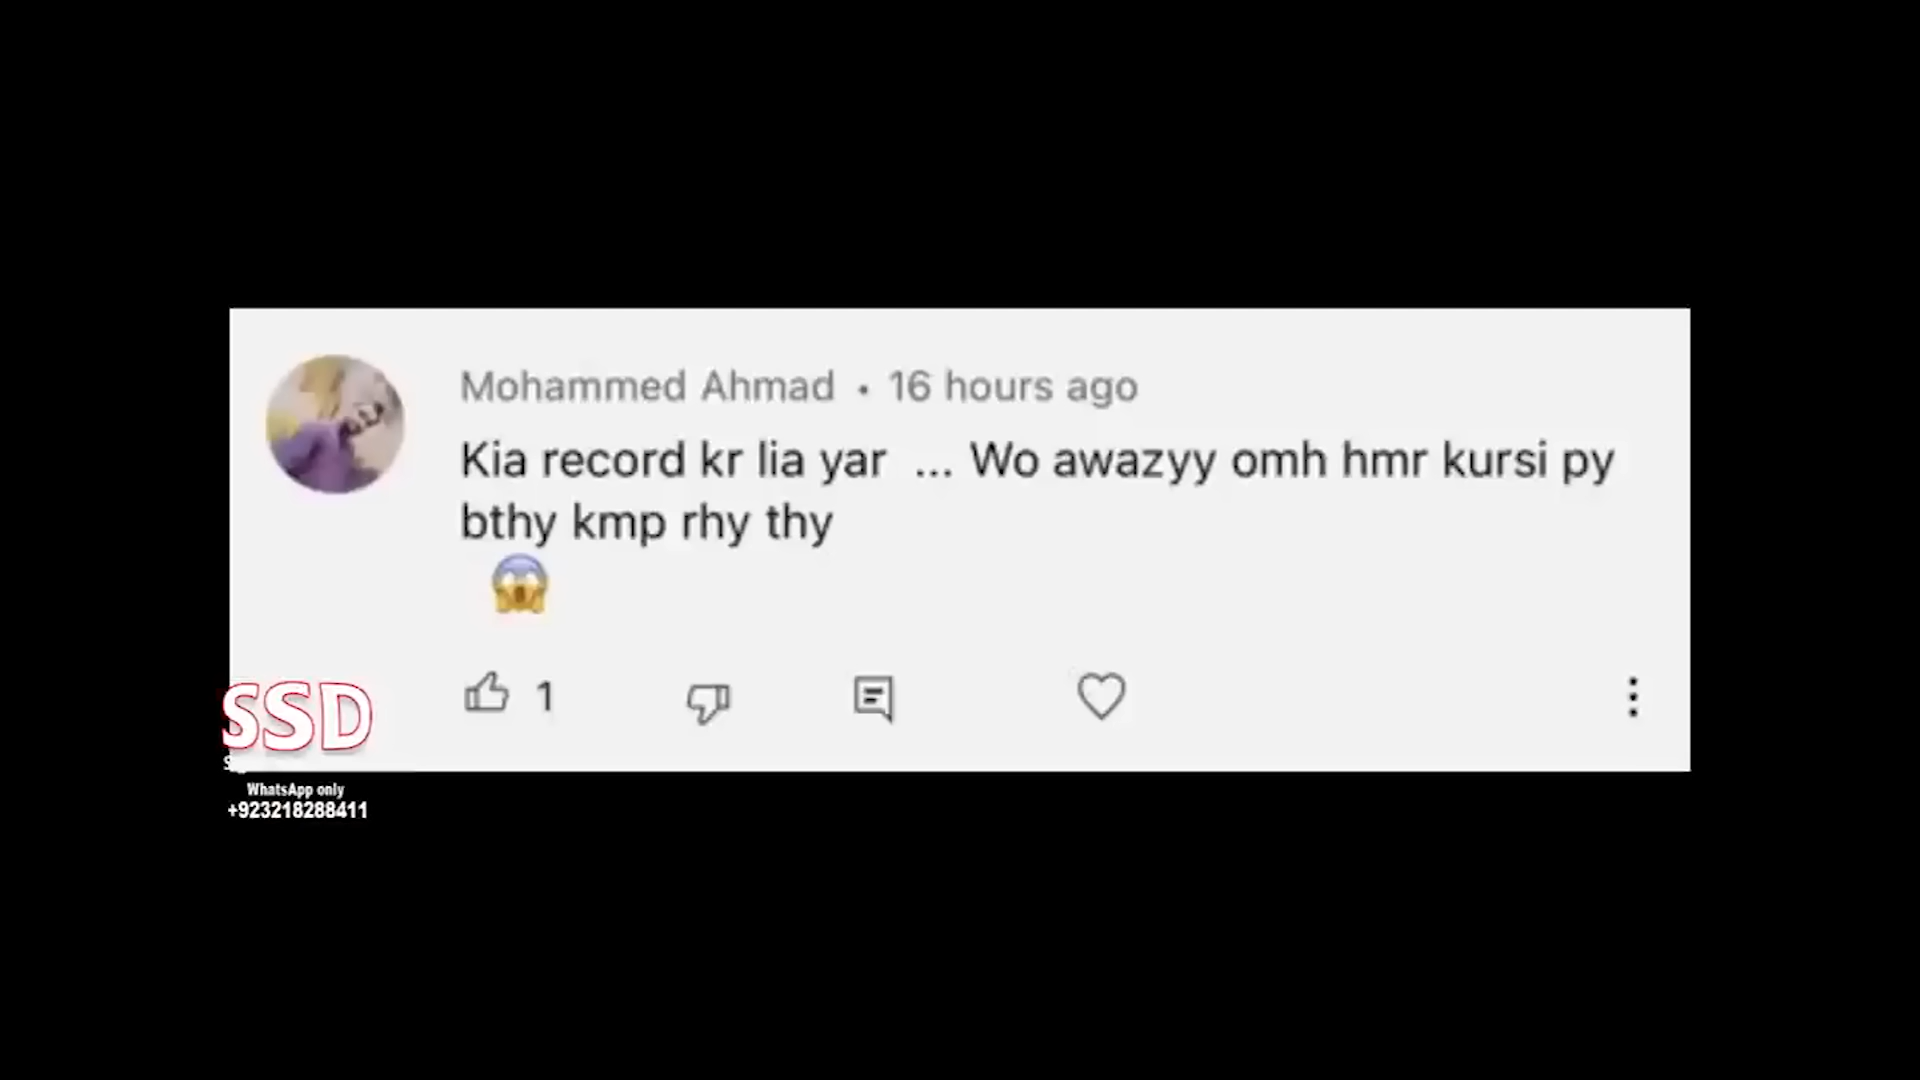 Mohammed Ahmad • 16 hours ago
Kia record kr lia yar ... Wo awazyy omh hmr kursi py
bthy kmp rhy thy
😱
1
SSD
WhatsApp only
+923218288411